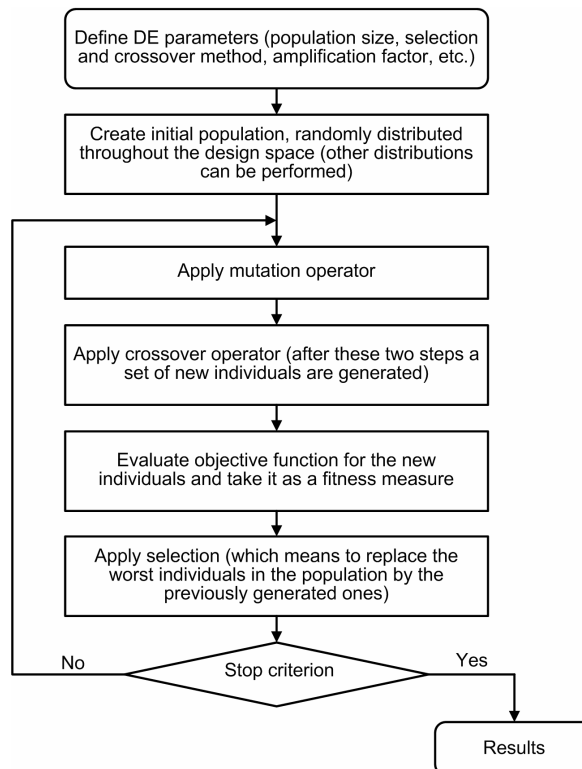 Define DE parameters (population size, selection
and crossover method, amplification factor, etc.)
Create initial population, randomly distributed
throughout the design space (other distributions
can be performed)
Apply mutation operator
Apply crossover operator (after these two steps a
set of new individuals are generated)
Evaluate objective function for the new
individuals and take it as a fitness measure
Apply selection (which means to replace the
worst individuals in the population by the
previously generated ones)
No
Stop criterion
Yes
Results